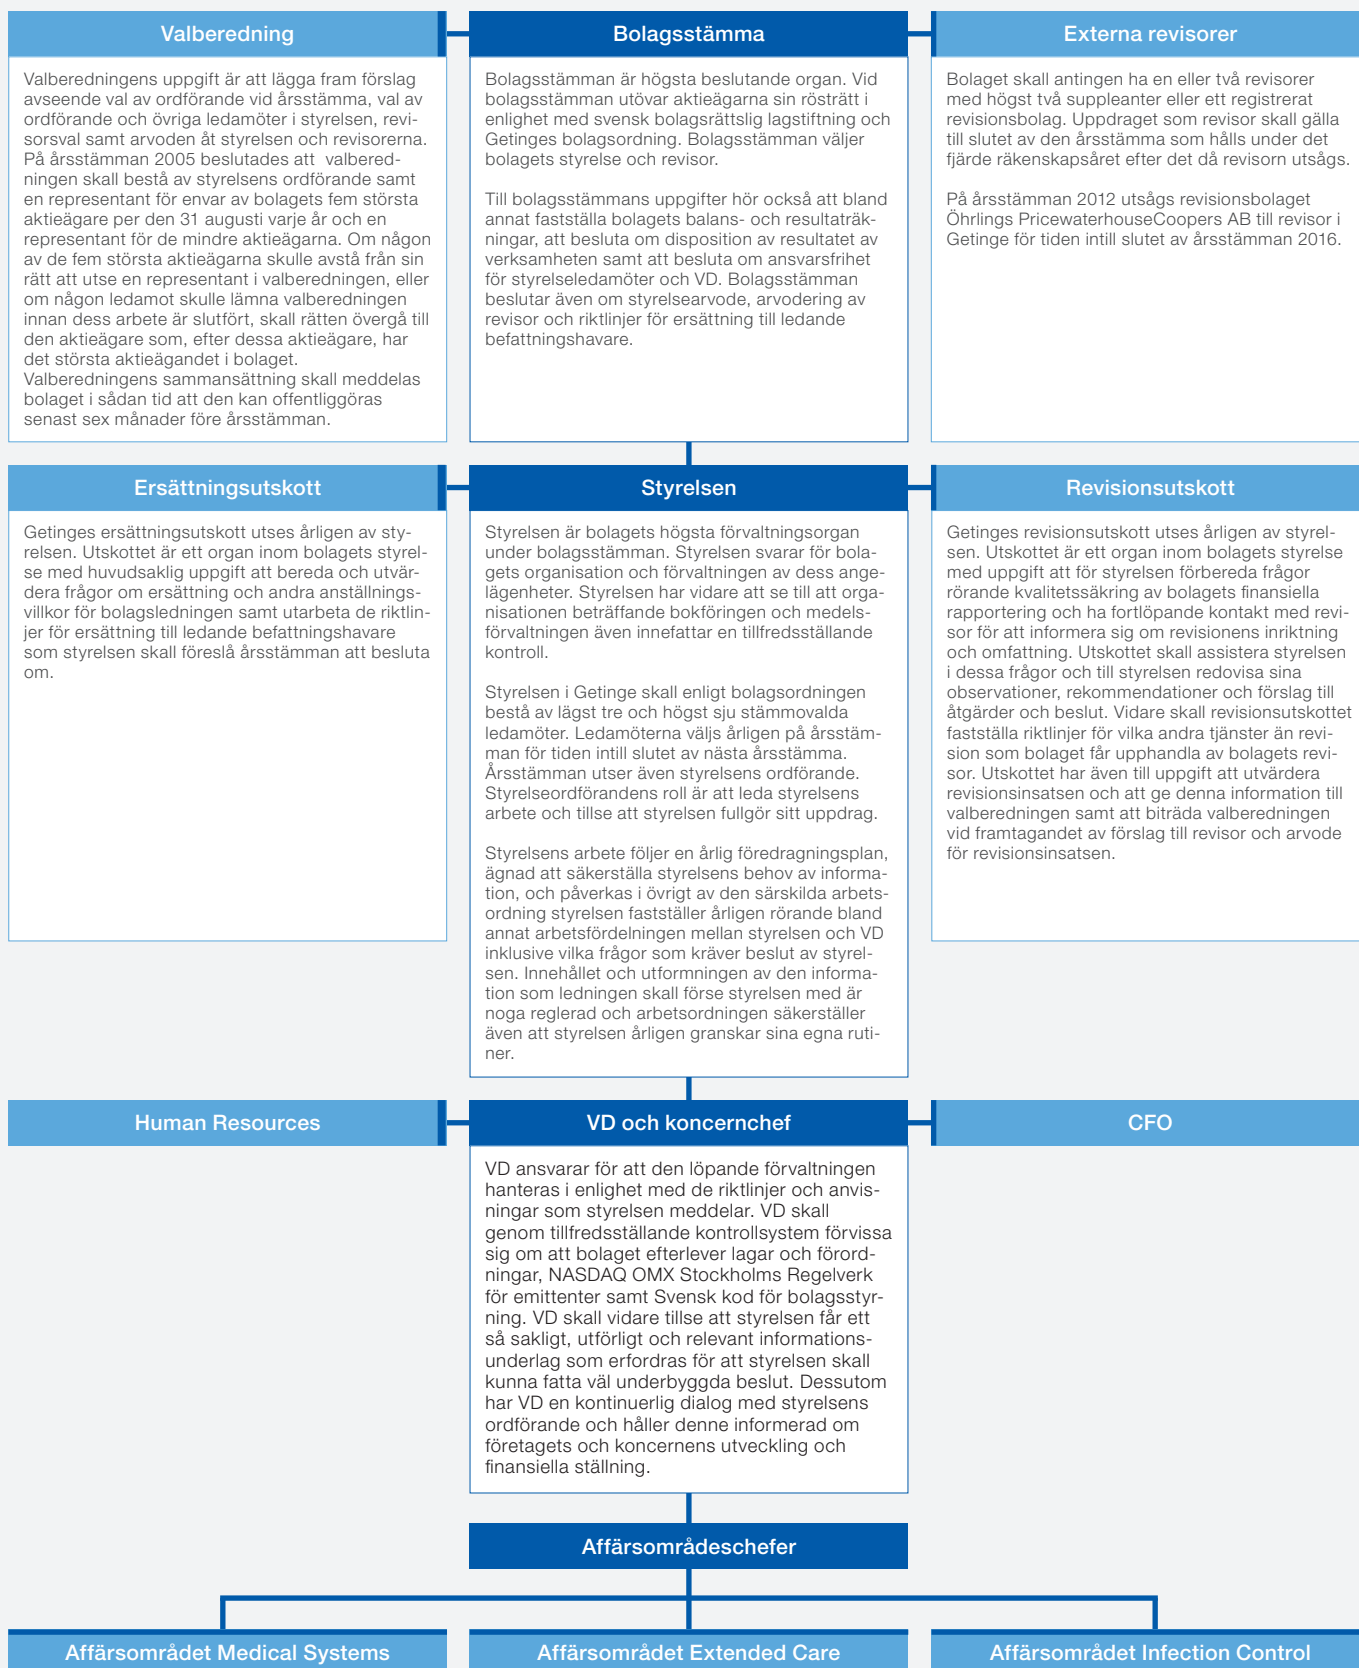 Valberedning
Valberedningens uppgift är att lägga fram förslag
avseende val av ordförande vid årsstämma, val av
ordförande och övriga ledamöter i styrelsen, revi-
sorsval samt arvoden åt styrelsen och revisorerna.
På årsstämman 2005 beslutades att valbered-
ningen skall bestå av styrelsens ordförande samt
en representant för envar av bolagets fem största
aktieägare per den 31 augusti varje år och en
representant för de mindre aktieägarna. Om någon
av de fem största aktieägarna skulle avstå från sin
rätt att utse en representant i valberedningen, eller
om någon ledamot skulle lämna valberedningen
innan dess arbete är slutfört, skall rätten övergå till
den aktieägare som, efter dessa aktieägare, har
det största aktieägandet i bolaget.
Valberedningens sammansättning skall meddelas
bolaget i sådan tid att den kan offentliggöras
senast sex månader före årsstämman.
Bolagsstämma
Bolagsstämman är högsta beslutande organ. Vid
bolagsstämman utövar aktieägarna sin rösträtt i
enlighet med svensk bolagsrättslig lagstiftning och
Getinges bolagsordning. Bolagsstämman väljer
bolagets styrelse och revisor.
Till bolagsstämmans uppgifter hör också att bland
annat fastställa bolagets balans- och resultaträk-
ningar, att besluta om disposition av resultatet av
verksamheten samt att besluta om ansvarsfrihet
för styrelseledamöter och VD. Bolagsstämman
beslutar även om styrelsearvode, arvodering av
revisor och riktlinjer för ersättning till ledande
befattningshavare.
Externa revisorer
Bolaget skall antingen ha en eller två revisorer
med högst två suppleanter eller ett registrerat
revisionsbolag. Uppdraget som revisor skall gälla
till slutet av den årsstämma som hålls under det
fjärde räkenskapsåret efter det då revisorn utsågs.
På årsstämman 2012 utsågs revisionsbolaget
Öhrlings PricewaterhouseCoopers AB till revisor i
Getinge för tiden intill slutet av årsstämman 2016.
Ersättningsutskott
Getinges ersättningsutskott utses årligen av sty-
relsen. Utskottet är ett organ inom bolagets styrel-
se med huvudsaklig uppgift att bereda och utvär-
dera frågor om ersättning och andra anställnings-
villkor för bolagsledningen samt utarbeta de riktlin-
jer för ersättning till ledande befattningshavare
som styrelsen skall föreslå årsstämman att besluta
om.
Styrelsen
Styrelsen är bolagets högsta förvaltningsorgan
under bolagsstämman. Styrelsen svarar för bola-
gets organisation och förvaltningen av dess ange-
lägenheter. Styrelsen har vidare att se till att orga-
nisationen beträffande bokföringen och medels-
förvaltningen även innefattar en tillfredsställande
kontroll.
Styrelsen i Getinge skall enligt bolagsordningen
bestå av lägst tre och högst sju stämmovalda
ledamöter. Ledamöterna väljs årligen på årsstäm-
man för tiden intill slutet av nästa årsstämma.
Årsstämman utser även styrelsens ordförande.
Styrelseordförandens roll är att leda styrelsens
arbete och tillse att styrelsen fullgör sitt uppdrag.
Styrelsens arbete följer en årlig föredragningsplan,
ägnad att säkerställa styrelsens behov av informa-
tion, och påverkas i övrigt av den särskilda arbets-
ordning styrelsen fastställer årligen rörande bland
annat arbetsfördelningen mellan styrelsen och VD
inklusive vilka frågor som kräver beslut av styrel-
sen. Innehållet och utformningen av den informa-
tion som ledningen skall förse styrelsen med är
noga reglerad och arbetsordningen säkerställer
även att styrelsen årligen granskar sina egna ruti-
ner.
Revisionsutskott
Getinges revisionsutskott utses årligen av styrel-
sen. Utskottet är ett organ inom bolagets styrelse
med uppgift att för styrelsen förbereda frågor
rörande kvalitetssäkring av bolagets finansiella
rapportering och ha fortlöpande kontakt med revi-
sor för att informera sig om revisionens inriktning
och omfattning. Utskottet skall assistera styrelsen
i dessa frågor och till styrelsen redovisa sina
observationer, rekommendationer och förslag till
åtgärder och beslut. Vidare skall revisionsutskottet
fastställa riktlinjer för vilka andra tjänster än revi-
sion som bolaget får upphandla av bolagets revi-
sor. Utskottet har även till uppgift att utvärdera
revisionsinsatsen och att ge denna information till
valberedningen samt att biträda valberedningen
vid framtagandet av förslag till revisor och arvode
för revisionsinsatsen.
Human Resources
VD och koncernchef
VD ansvarar för att den löpande förvaltningen
hanteras i enlighet med de riktlinjer och anvis-
ningar som styrelsen meddelar. VD skall
genom tillfredsställande kontrollsystem förvissa
sig om att bolaget efterlever lagar och förord-
ningar, NASDAQ OMX Stockholms Regelverk
för emittenter samt Svensk kod för bolagsstyr-
ning. VD skall vidare tillse att styrelsen får ett
så sakligt, utförligt och relevant informations-
underlag som erfordras för att styrelsen skall
kunna fatta väl underbyggda beslut. Dessutom
har VD en kontinuerlig dialog med styrelsens
ordförande och håller denne informerad om
företagets och koncernens utveckling och
finansiella ställning.
CFO
Affärsområdeschefer
Affärsområdet Medical Systems
Affärsområdet Extended Care
Affärsområdet Infection Control